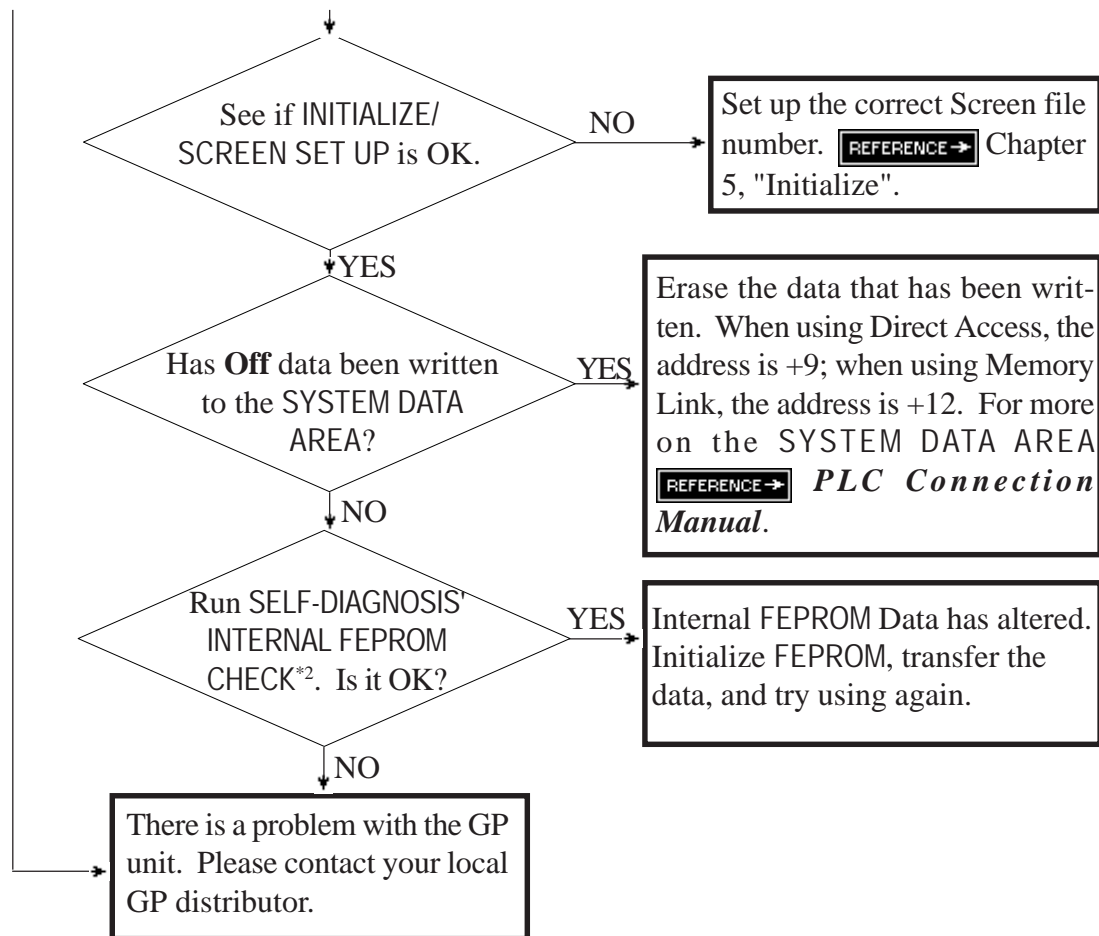 See if INITIALIZE/
SCREEN SET UP is OK.
NO
Set up the correct Screen file
number. REFERENCE Chapter
5, "Initialize".
YES
Has Off data been written
to the SYSTEM DATA
AREA?
YES
Erase the data that has been writ-
ten. When using Direct Access, the
address is +9; when using Memory
Link, the address is +12. For more
on the SYSTEM DATA AREA
REFERENCE PLC Connection
Manual.
NO
Run SELF-DIAGNOSIS'
INTERNAL FEPROM
CHECK*2. Is it OK?
YES
Internal FEPROM Data has altered.
Initialize FEPROM, transfer the
data, and try using again.
NO
There is a problem with the GP
unit. Please contact your local
GP distributor.